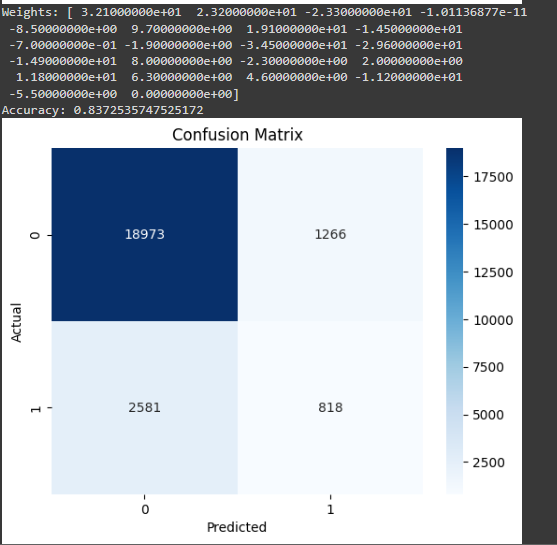 Weights: [ 3.21000000e+01 2.32000000e+01 -2.33000000e+01 -1.01136877e-11
-8.50000000e+00 9.70000000e+00 1.91000000e+01 -1.45000000e+01
-7.00000000e-01 -1.90000000e+00 -3.45000000e+01 -2.96000000e+01
-1.49000000e+01 8.00000000e+00 -2.30000000e+00 2.00000000e+00
1.18000000e+01 6.30000000e+00 4.60000000e+00 -1.12000000e+01
-5.50000000e+00 0.00000000e+00]
Accuracy: 0.8372535747525172
Confusion Matrix
17500
15000
12500
10000
7500
5000
2500
Actual
0
1
18973
1266
2581
818
0
1
Predicted